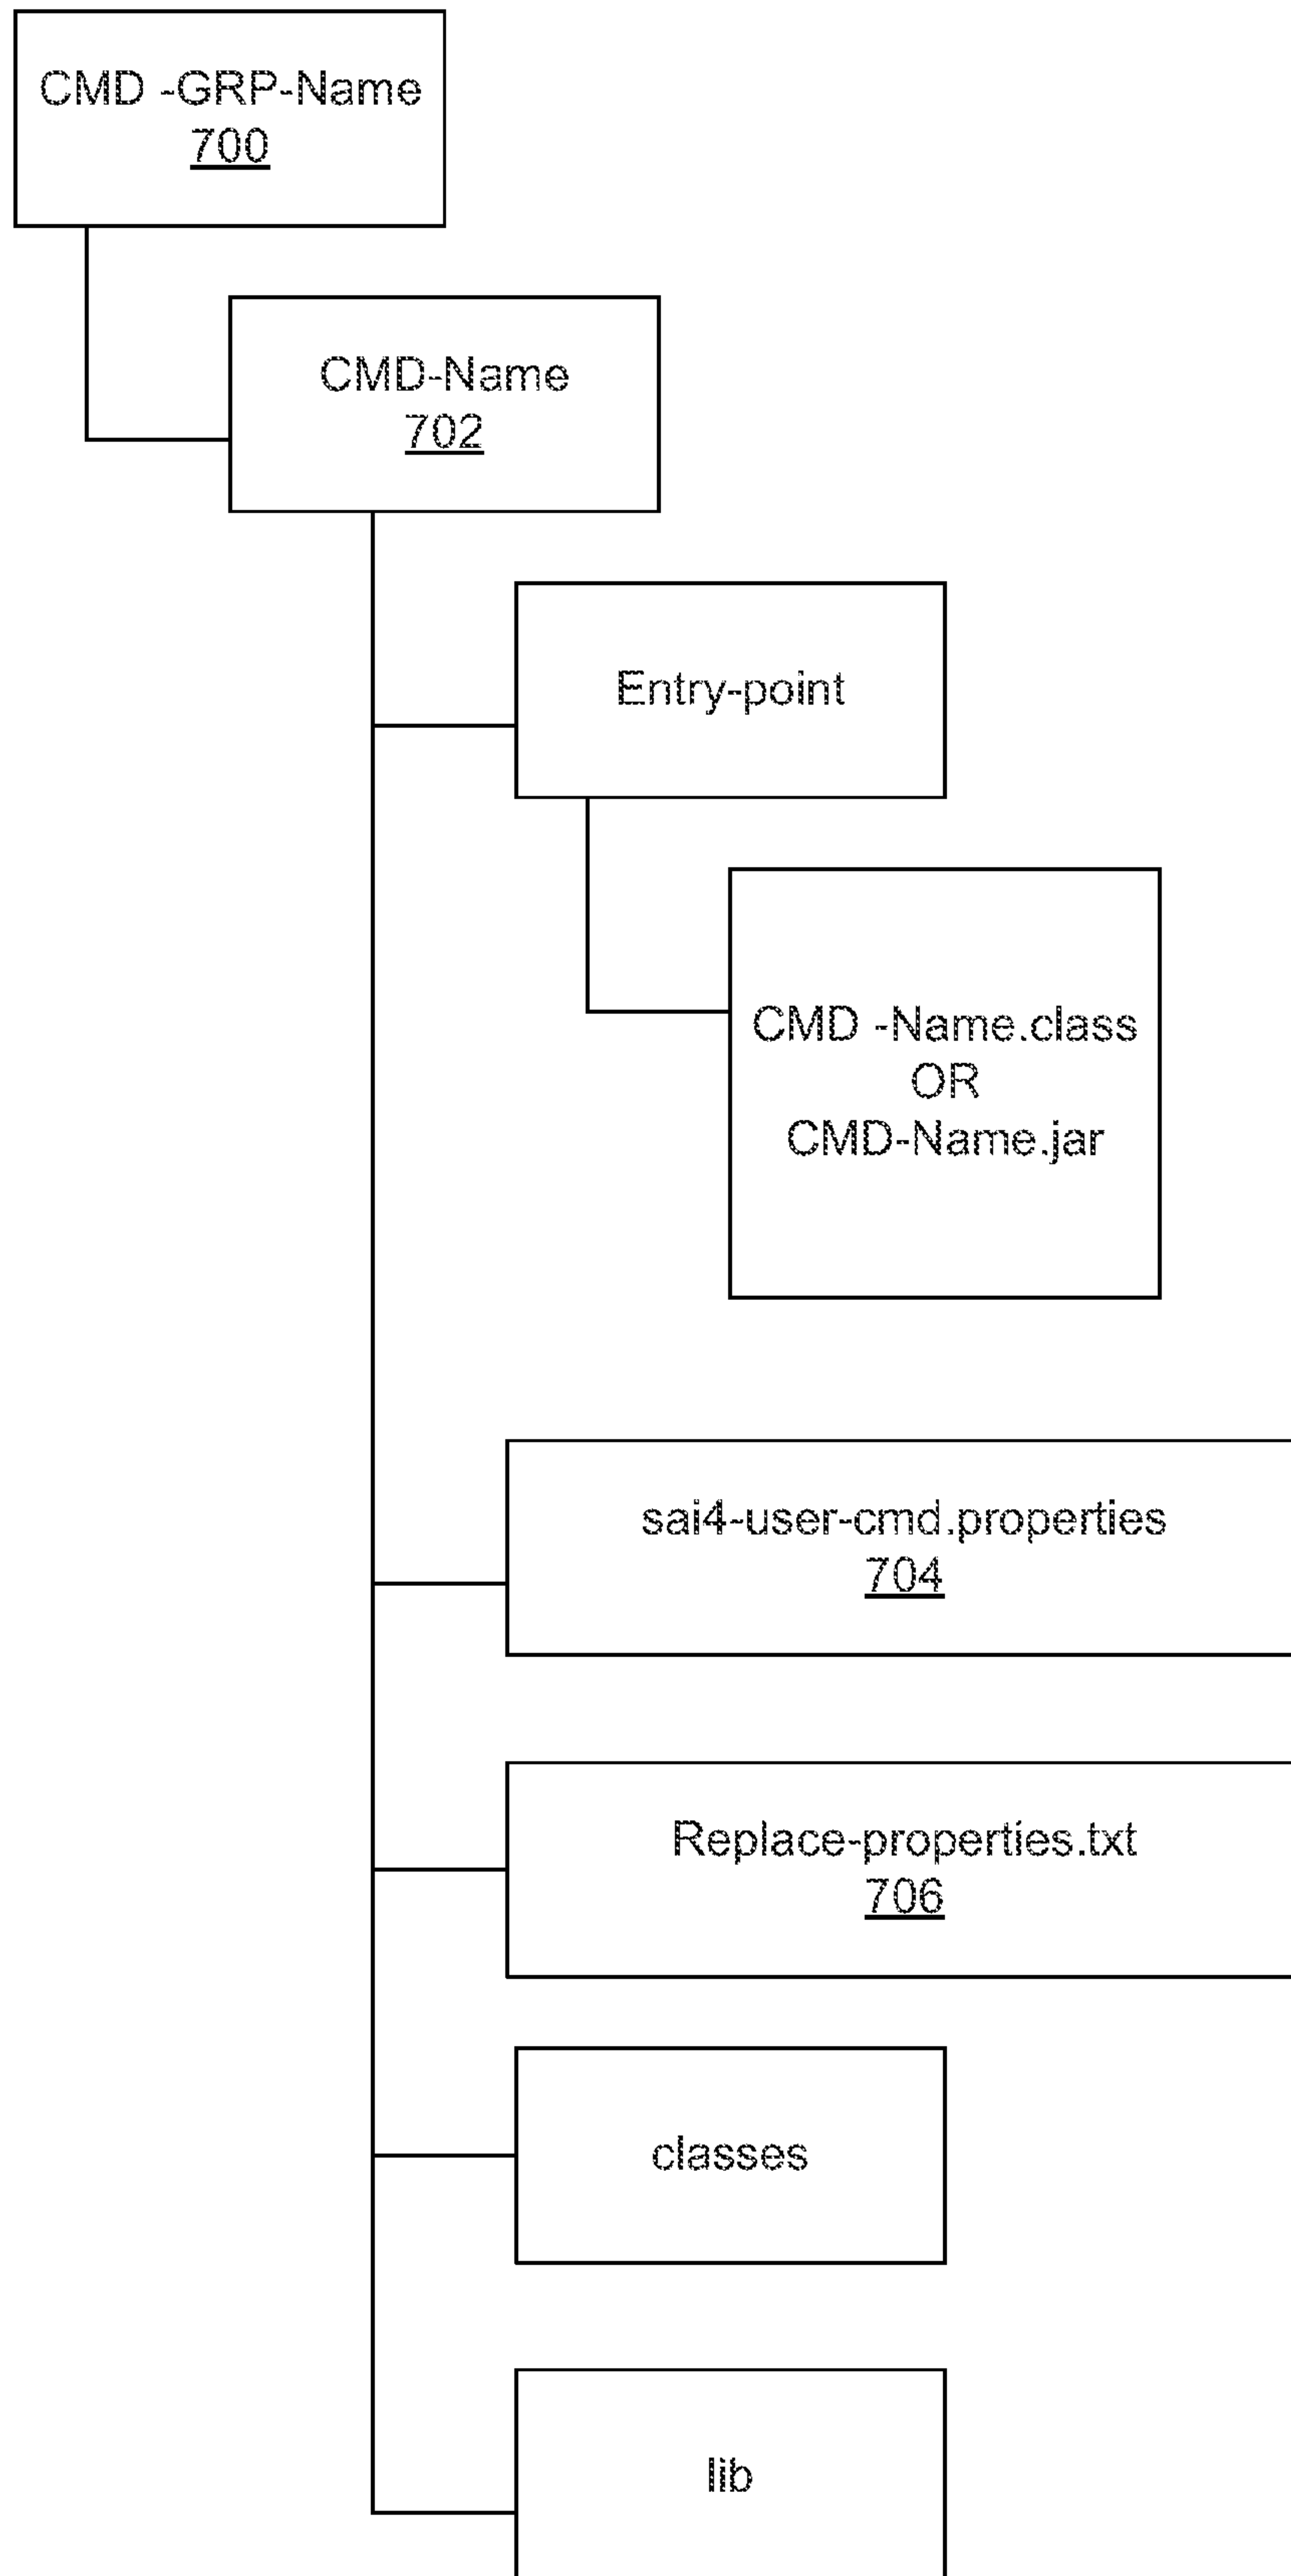 CMD -GRP-Name
700
CMD-Name
702
Entry-point
CMD -Name.class
OR
CMD-Name.jar
sai4-user-cmd.properties
704
Replace-properties.txt
706
classes
lib